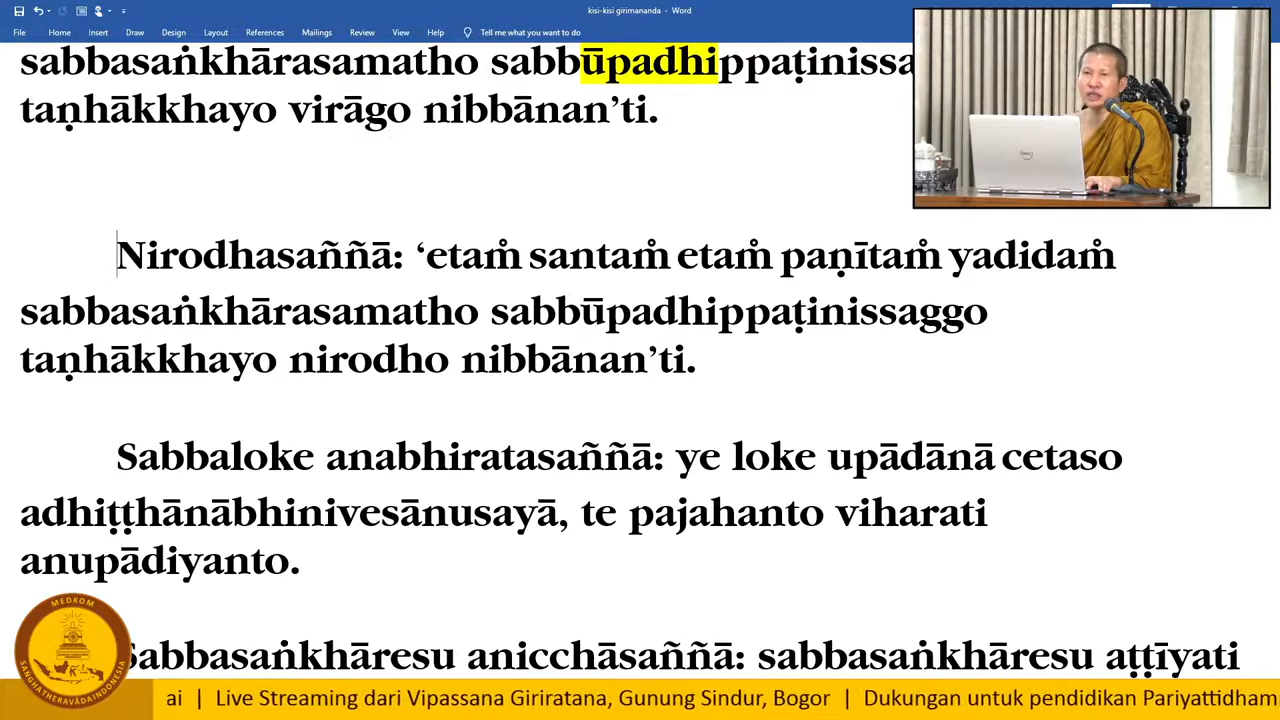 kisi-kisi girimananda - Word
File Home Insert Draw Design Layout References Mailings Review View Help Tell me what you want to do
sabbasaṅkhārasamatho sabbūpadhippaṭinissa
taṇhākkhayo virāgo nibbānan’ti.
Nirodhasaññā: ‘etaṁ santaṁ etaṁ paṇītaṁ yadidaṁ
sabbasaṅkhārasamatho sabbūpadhippaṭinissaggo
taṇhākkhayo nirodho nibbānan’ti.
Sabbaloke anabhiratasaññā: ye loke upādānā cetaso
adhiṭṭhānābhinivesānusayā, te pajahanto viharati
anupādiyanto.
Sabbasaṅkhāresu anicchāsaññā: sabbasaṅkhāresu aṭṭīyati
MEDKOM
SANGHATHERAVĀDAINDONESIA
ai | Live Streaming dari Vipassana Giriratana, Gunung Sindur, Bogor | Dukungan untuk pendidikan Pariyattidham